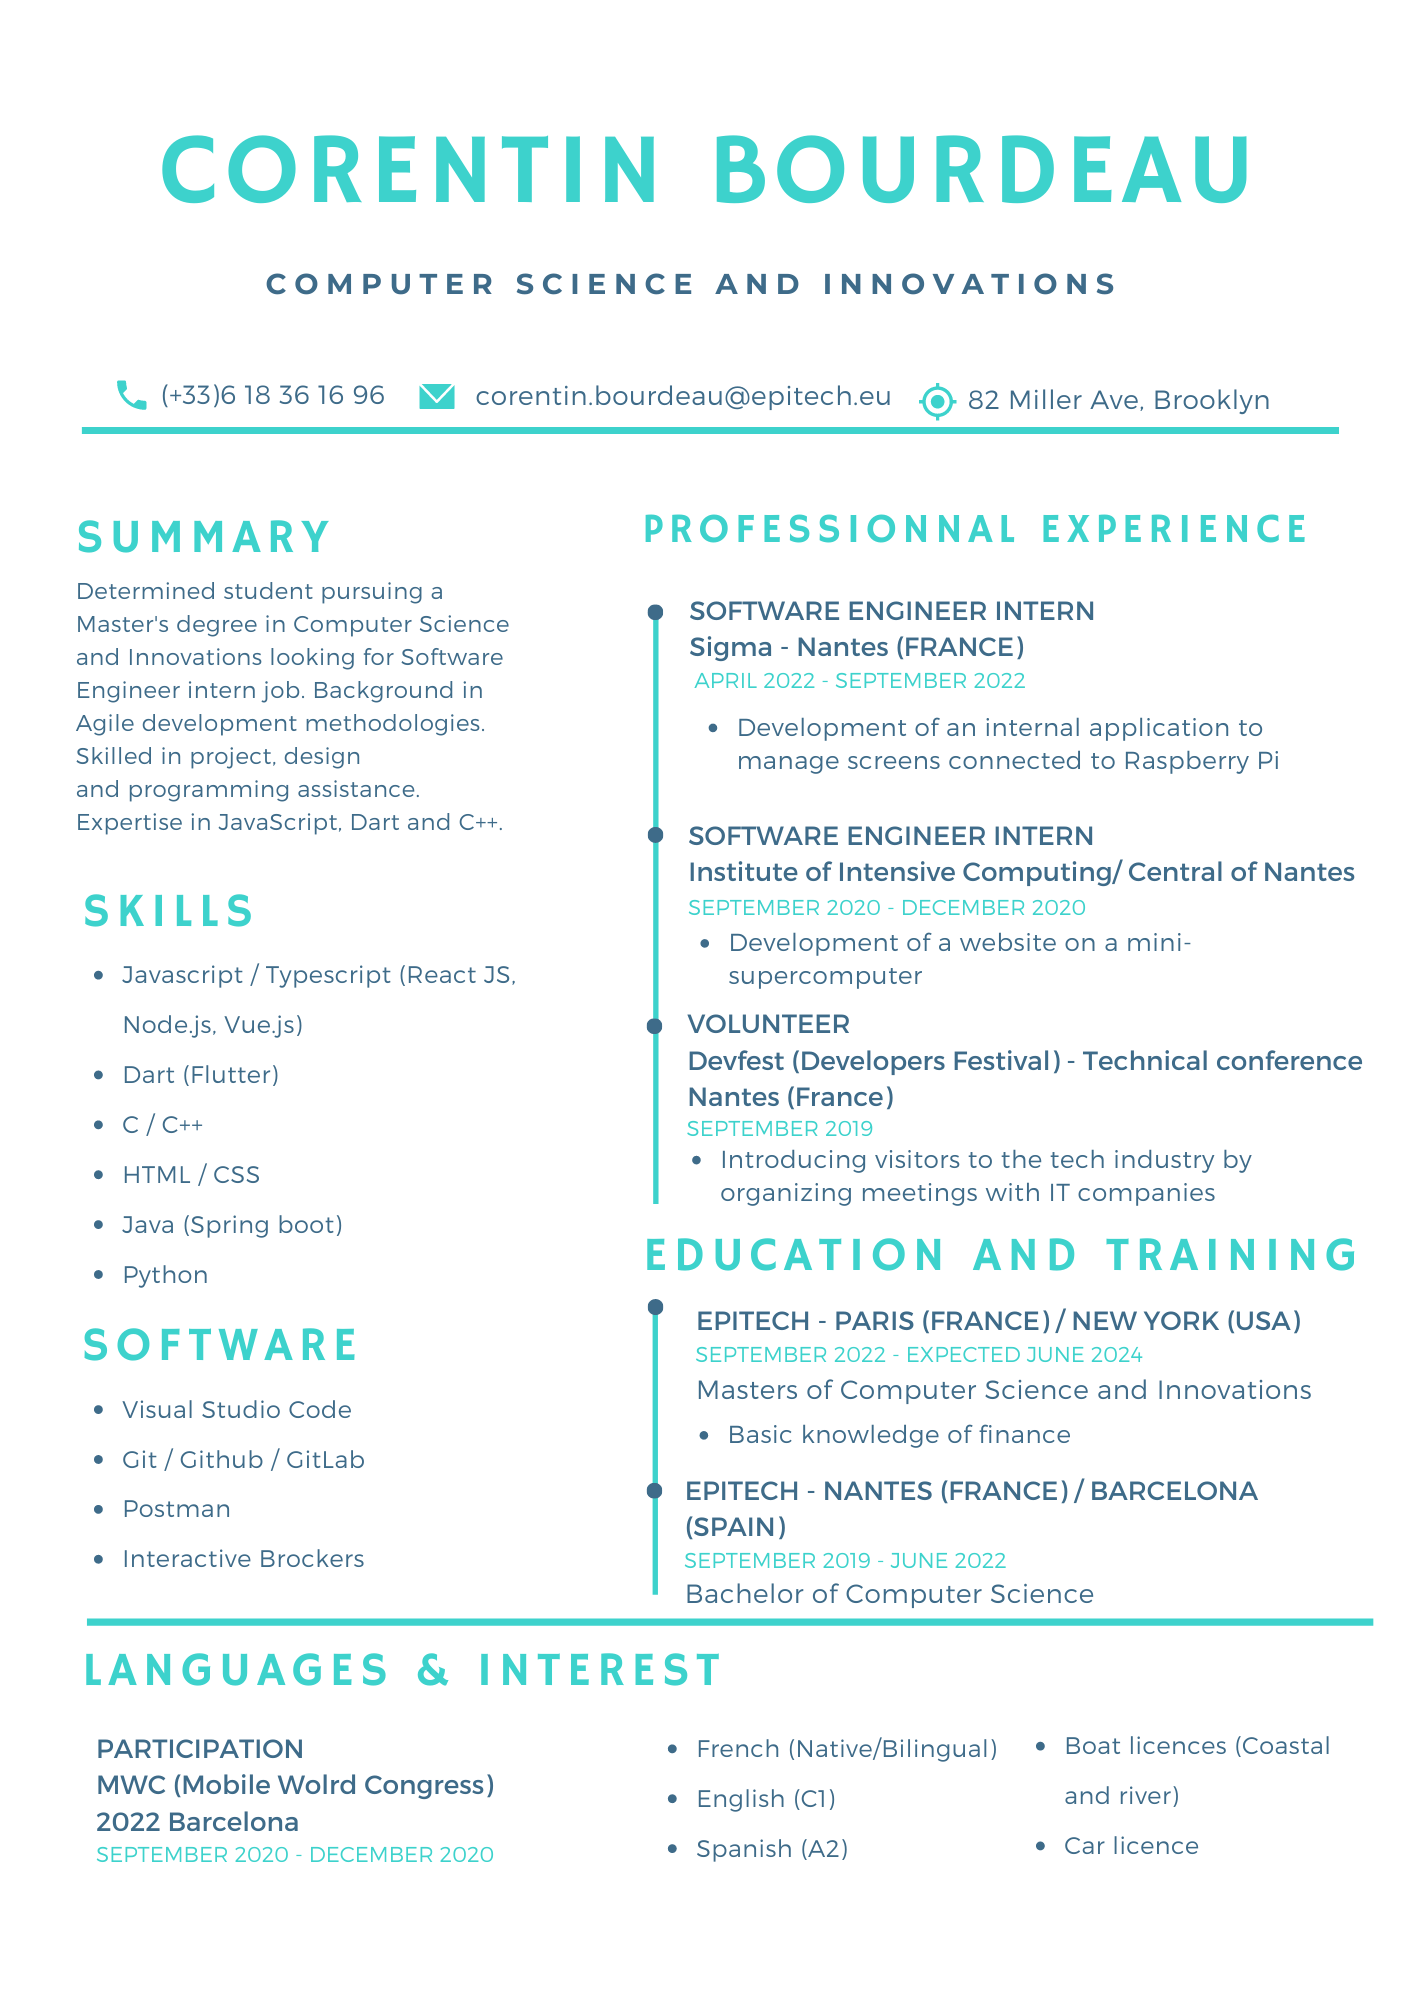 CORENTIN BOURDEAU
COMPUTER SCIENCE AND INNOVATIONS
(+33)6 18 36 16 96
corentin.bourdeau@epitech.eu
82 Miller Ave, Brooklyn
SUMMARY
Determined student pursuing a
Master's degree in Computer Science
and Innovations looking for Software
Engineer intern job. Background in
Agile development methodologies.
Skilled in project, design
and programming assistance.
Expertise in JavaScript, Dart and C++.
SKILLS
• Javascript / Typescript (React JS,
Node.js, Vue.js)
• Dart (Flutter)
• C / C++
• HTML / CSS
• Java (Spring boot)
• Python
SOFTWARE
• Visual Studio Code
• Git / Github / GitLab
• Postman
• Interactive Brockers
PROFESSIONNAL EXPERIENCE
SOFTWARE ENGINEER INTERN
Sigma - Nantes (FRANCE)
APRIL 2022 - SEPTEMBER 2022
• Development of an internal application to
manage screens connected to Raspberry Pi
SOFTWARE ENGINEER INTERN
Institute of Intensive Computing/ Central of Nantes
SEPTEMBER 2020 - DECEMBER 2020
• Development of a website on a mini-
supercomputer
VOLUNTEER
Devfest (Developers Festival) - Technical conference
Nantes (France)
SEPTEMBER 2019
• Introducing visitors to the tech industry by
organizing meetings with IT companies
EDUCATION AND TRAINING
EPITECH - PARIS (FRANCE) / NEW YORK (USA)
SEPTEMBER 2022 - EXPECTED JUNE 2024
Masters of Computer Science and Innovations
• Basic knowledge of finance
EPITECH - NANTES (FRANCE) / BARCELONA
(SPAIN)
SEPTEMBER 2019 - JUNE 2022
Bachelor of Computer Science
LANGUAGES & INTEREST
PARTICIPATION
MWC (Mobile Wolrd Congress)
2022 Barcelona
SEPTEMBER 2020 - DECEMBER 2020
• French (Native/Bilingual)
• English (C1)
• Spanish (A2)
• Boat licences (Coastal
and river)
• Car licence